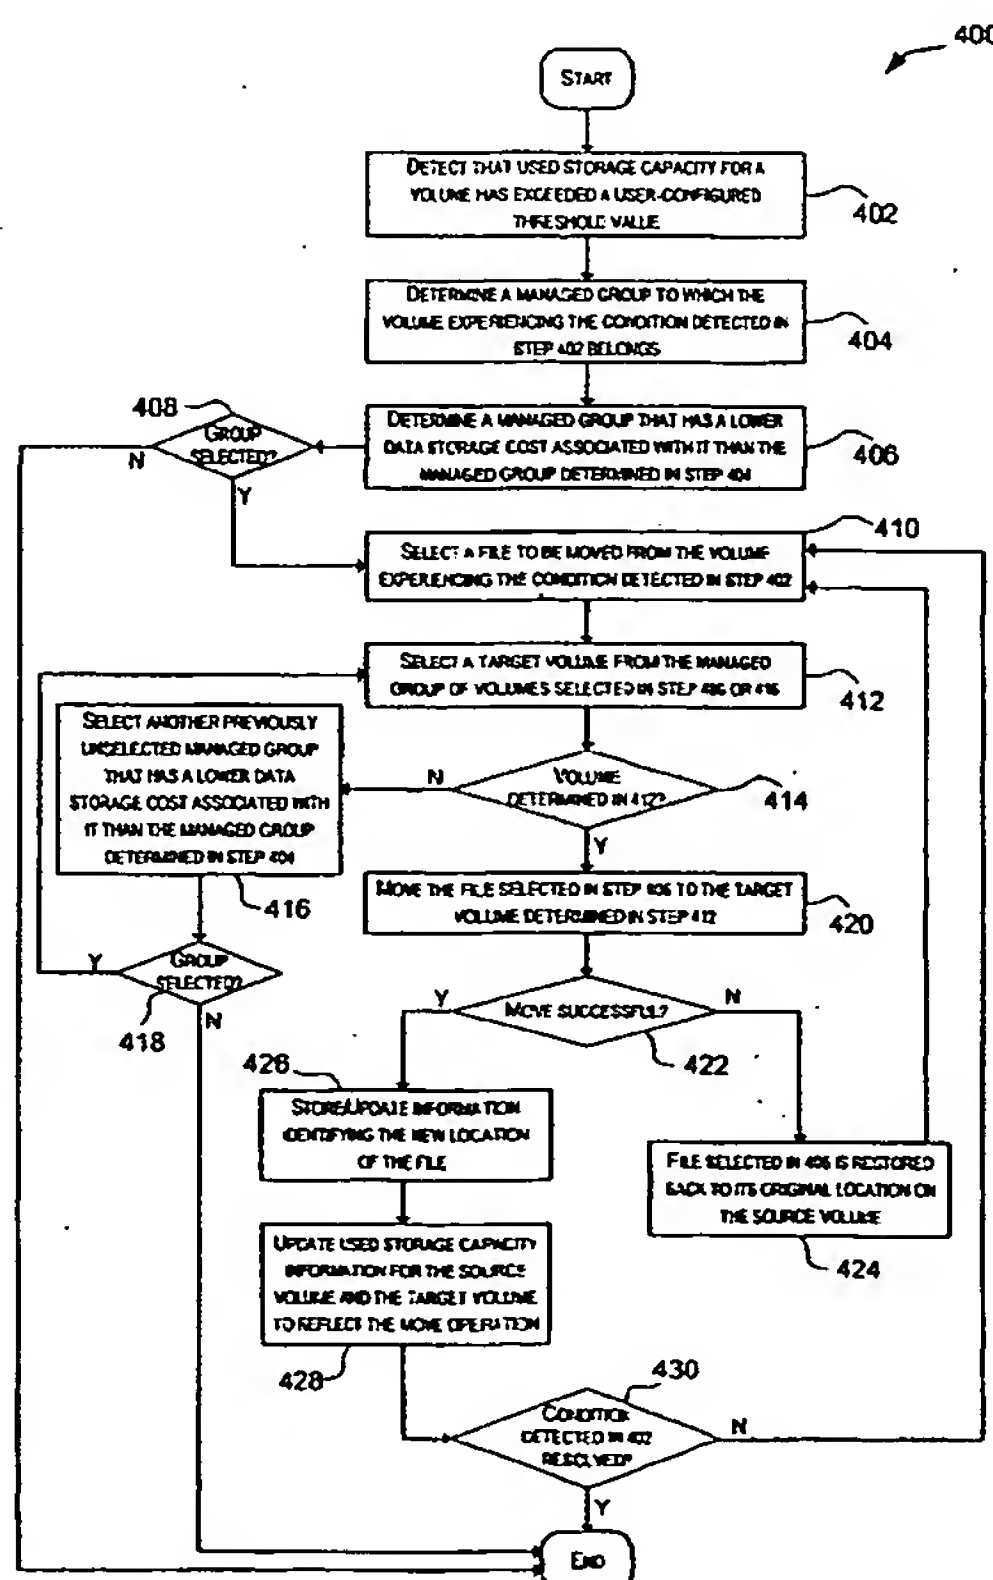 400
START
DETECT THAT USED STORAGE CAPACITY FOR A
VOLUME HAS EXCEEDED A USER-CONFIGURED
THRESHOLD VALUE
402
DETERMINE A MANAGED GROUP TO WHICH THE
VOLUME EXPERIENCING THE CONDITION DETECTED IN
STEP 402 BELONGS
404
408
GROUP
SELECTED?
N
Y
DETERMINE A MANAGED GROUP THAT HAS A LOWER
DATA STORAGE COST ASSOCIATED WITH IT THAN THE
MANAGED GROUP DETERMINED IN STEP 404
406
410
SELECT A FILE TO BE MOVED FROM THE VOLUME
EXPERIENCING THE CONDITION DETECTED IN STEP 402
SELECT A TARGET VOLUME FROM THE MANAGED
GROUP OF VOLUMES SELECTED IN STEP 406 OR 416
412
SELECT ANOTHER PREVIOUSLY
UNSELECTED MANAGED GROUP
THAT HAS A LOWER DATA
STORAGE COST ASSOCIATED WITH
IT THAN THE MANAGED GROUP
DETERMINED IN STEP 404
416
N
VOLUME
DETERMINED IN 412?
414
Y
MOVE THE FILE SELECTED IN STEP 406 TO THE TARGET
VOLUME DETERMINED IN STEP 412
420
Y
GROUP
SELECTED?
418
N
Y
MOVE SUCCESSFUL?
N
422
426
STORE/UPDATE INFORMATION
IDENTIFYING THE NEW LOCATION
OF THE FILE
FILE SELECTED IN 406 IS RESTORED
BACK TO ITS ORIGINAL LOCATION ON
THE SOURCE VOLUME
424
UPDATE USED STORAGE CAPACITY
INFORMATION FOR THE SOURCE
VOLUME AND THE TARGET VOLUME
TO REFLECT THE MOVE OPERATION
428
430
CONDITION
DETECTED IN 402
RESOLVED?
N
Y
END